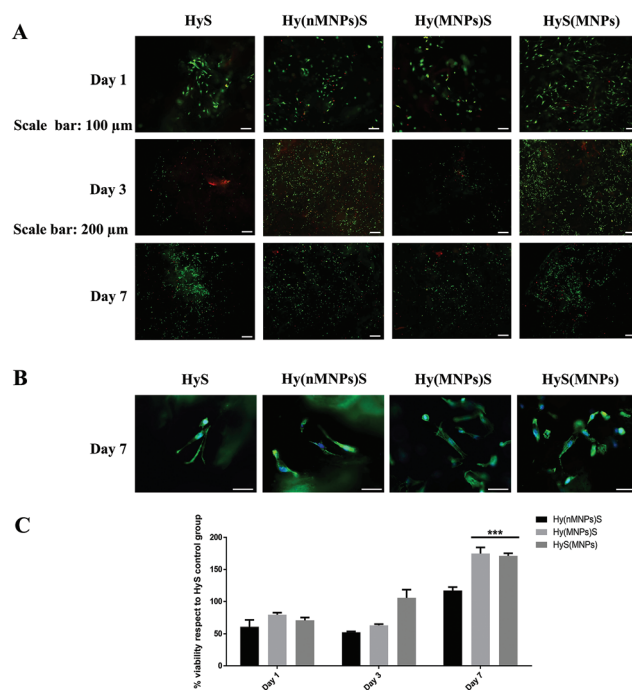 A
HyS Hy(nMNPs)S Hy(MNPs)S HyS(MNPs)
Day 1
Scale bar: 100 µm
Day 3
Scale bar: 200 µm
Day 7
B
HyS Hy(nMNPs)S Hy(MNPs)S HyS(MNPs)
Day 7
C
% viability respect to HyS control group
200
150
100
50
0
***
Hy(nMNPs)S
Hy(MNPs)S
HyS(MNPs)
Day 1 Day 3 Day 7